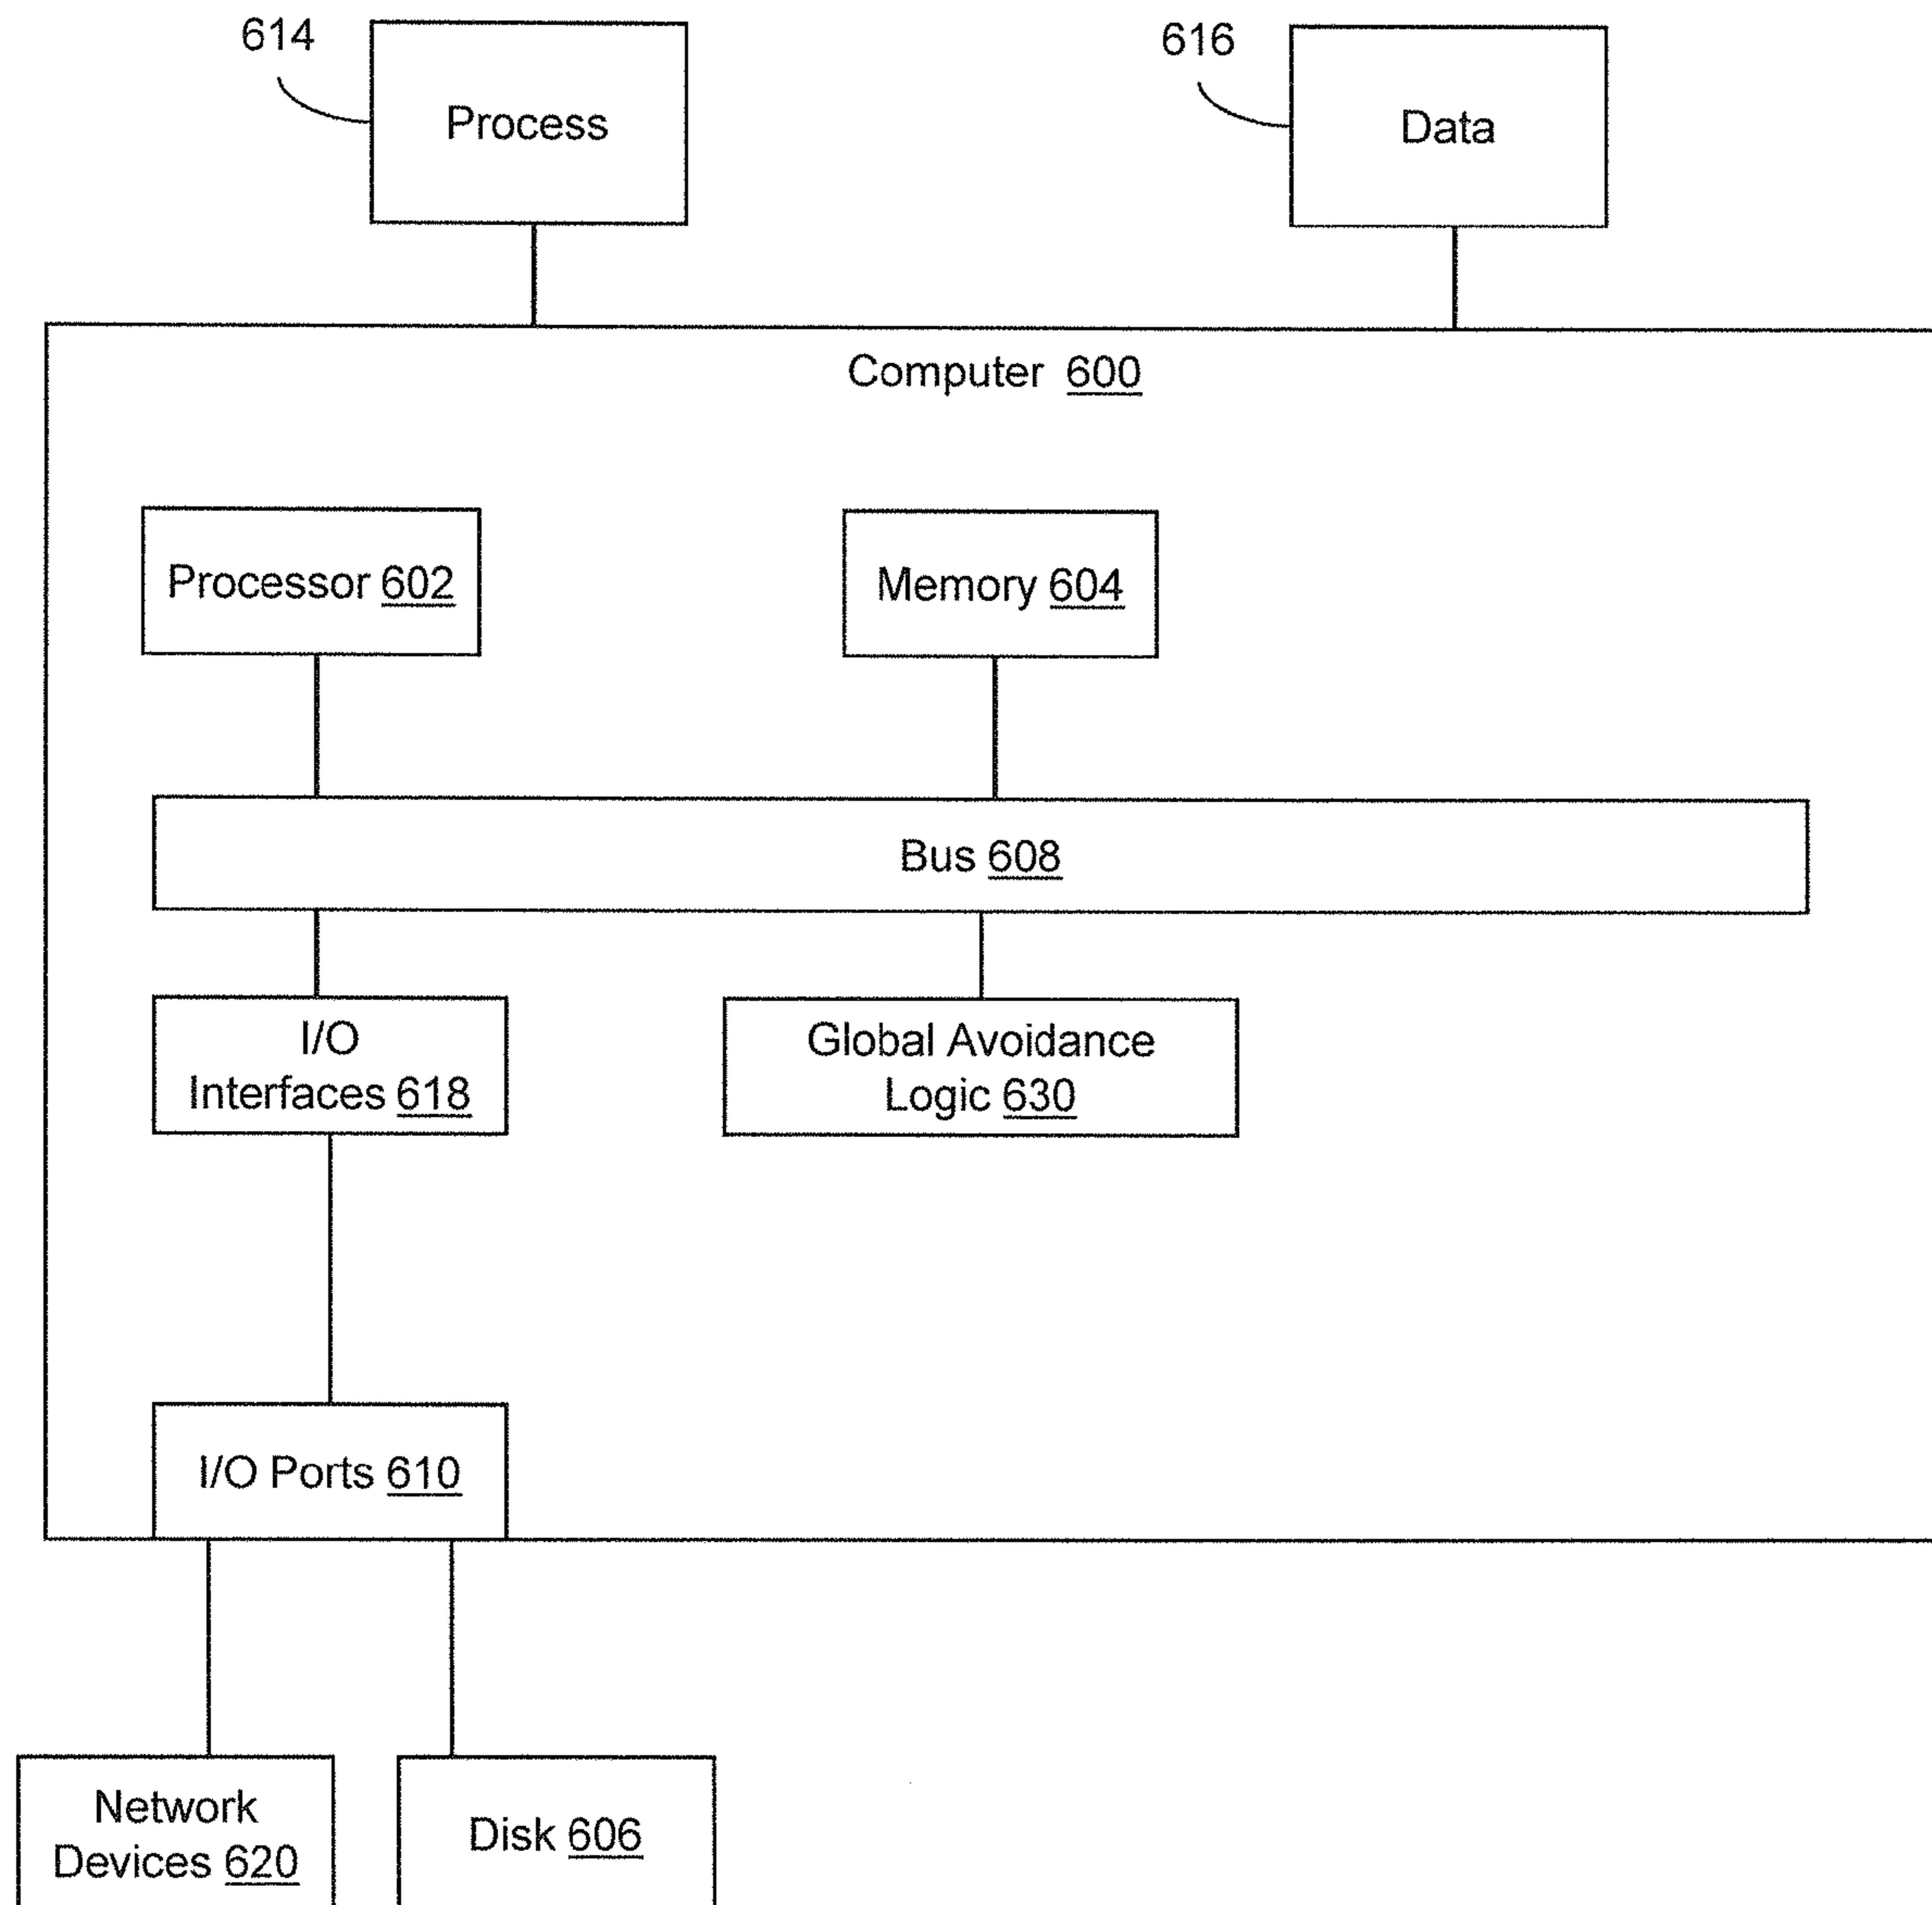 614
Process
616
Data
Computer 600
Processor 602
Memory 604
Bus 608
I/O
Interfaces 618
Global Avoidance
Logic 630
I/O Ports 610
Network
Devices 620
Disk 606